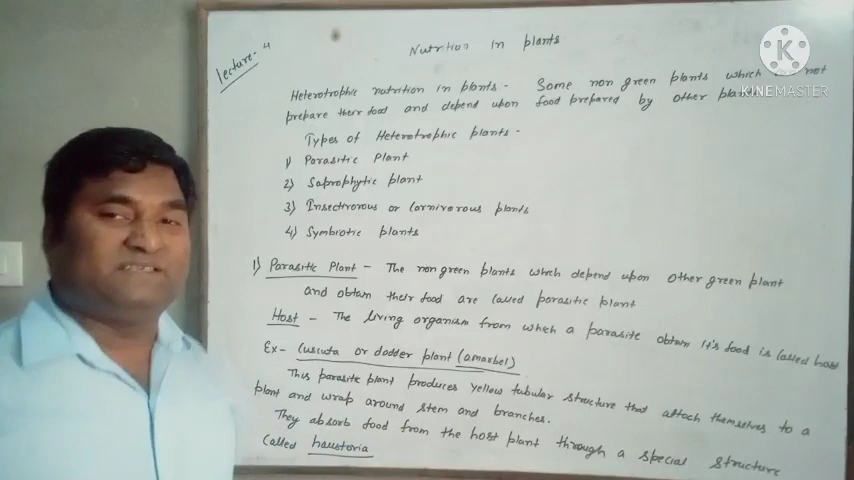 Nutrtion in plants
Lecture-4
K
KINEMASTER
Heterotrophic nutrition in plants - Some non green plants which not
prepare their food and depend upon food prepared by other
Types of Heterotrophic plants -
1) Parasitic Plant
2) Saprophytic plant
3) Insectivorous or Carnivorous plants
4) Symbiotic plants
1) Parasitic Plant - The non green plants which depend upon other green plant
and obtain their food are called parasitic plant
Host - The living organism from which a parasite obtain it's food is called host
Ex- Cuscuta or dodder plant (amarbel)
This parasite plant produces yellow tubular structure that attach themselves to a
plant and wrap around stem and branches.
They absorb food from the host plant through a special structure
called haustoria